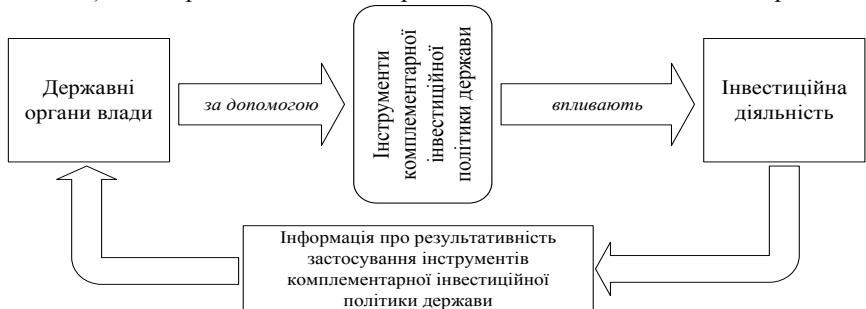 Державні
органи влади
за допомогою
Інструменти
комплементарної
інвестиційної
політики держави
впливають
Інвестиційна
діяльність
Інформація про результативність
застосування інструментів
комплементарної інвестиційної
політики держави